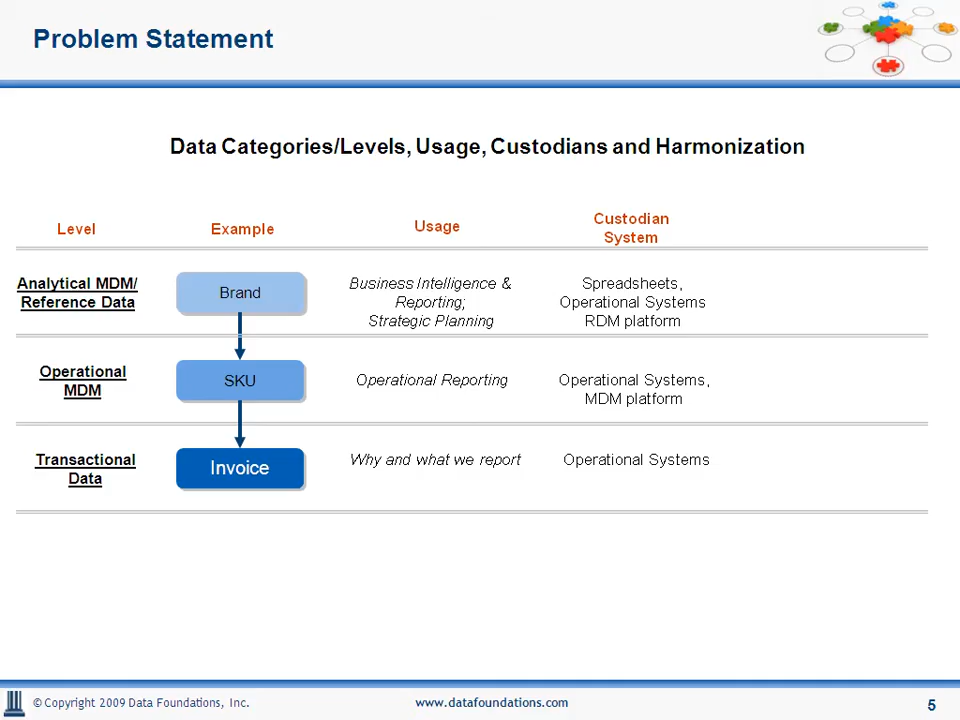 Problem Statement
Data Categories/Levels, Usage, Custodians and Harmonization
Level
Example
Usage
Custodian
System
Analytical MDM/
Reference Data
Brand
Business Intelligence &
Reporting;
Strategic Planning
Spreadsheets,
Operational Systems
RDM platform
Operational
MDM
SKU
Operational Reporting
Operational Systems,
MDM platform
Transactional
Data
Invoice
Why and what we report
Operational Systems
© Copyright 2009 Data Foundations, Inc.
www.datafoundations.com
5